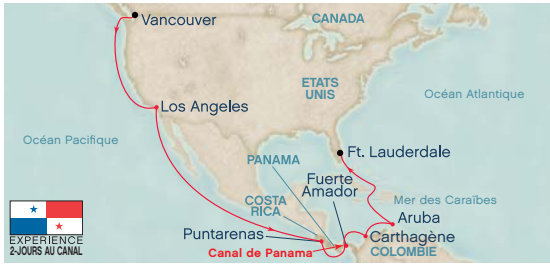 Vancouver
CANADA
ETATS
UNIS
Océan Atlantique
Los Angeles
Océan Pacifique
Ft. Lauderdale
PANAMA
Fuerte
Amador
Mer des Caraïbes
COSTA
RICA
Aruba
Puntarenas
Carthagène
Canal de Panama
COLOMBIE
EXPERIENCE
2-JOURS AU CANAL